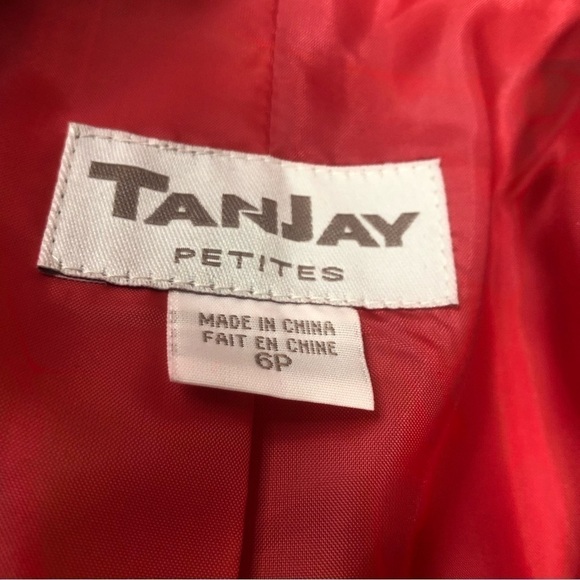 TANJAY
PETITES
MADE IN CHINA
FAIT EN CHINE
6P